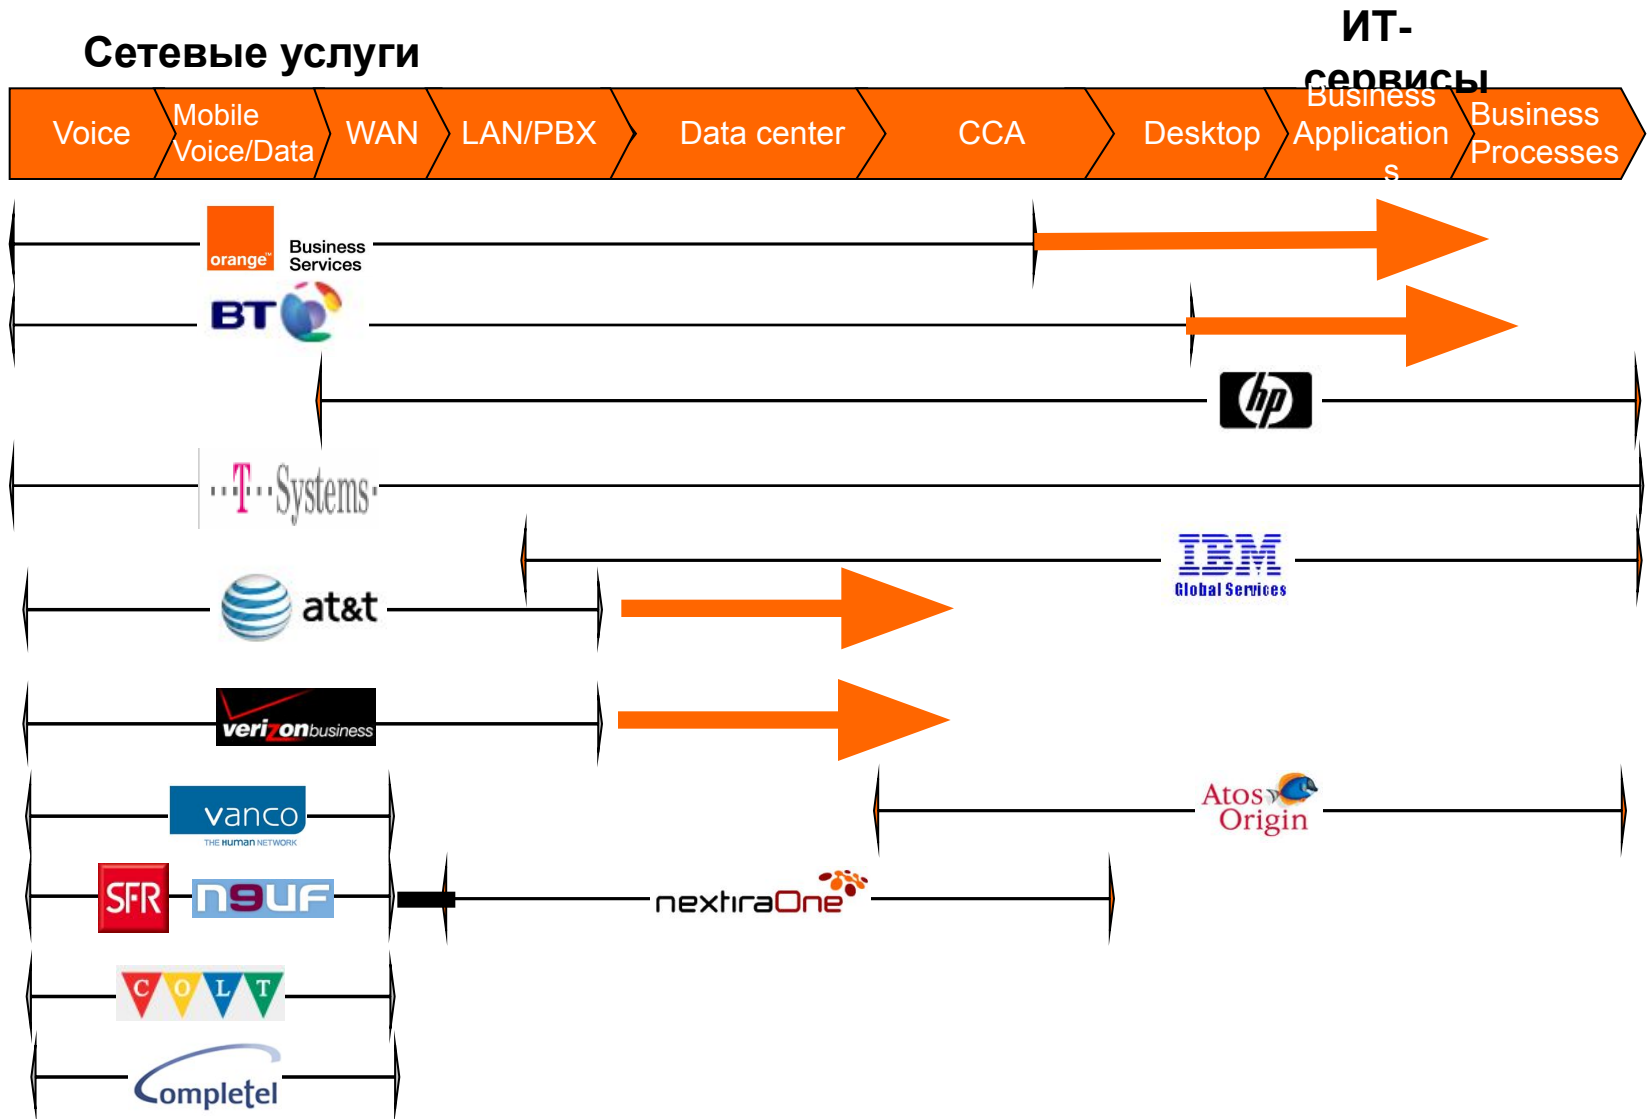 Сетевые услуги
ИТ-
сервисы
Voice
Mobile
Voice/Data
WAN
LAN/PBX
Data center
CCA
Desktop
Business
Application
s
Business
Processes
orange™
Business
Services
BT
hp
T Systems
IBM
Global Services
at&t
verizonbusiness
vanco
THE HUMAN NETWORK
Atos
Origin
SFR
n9uf
nextiraOne
COLT
Completel